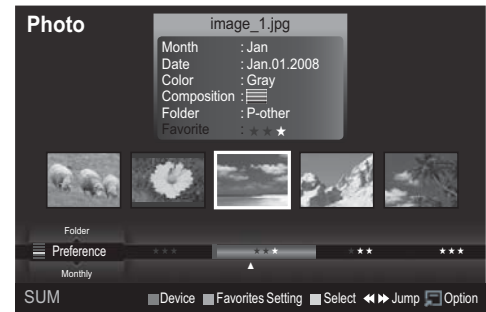 Photo
image_1.jpg
Month : Jan
Date : Jan.01.2008
Color : Gray
Composition :
Folder : P-other
Favorite : ★ ★ ★
Folder
Preference
★ ★ ★
★ ★ ★
★ ★
★ ★ ★
Monthly
SUM
Device
Favorites Setting
Select
Jump
Option